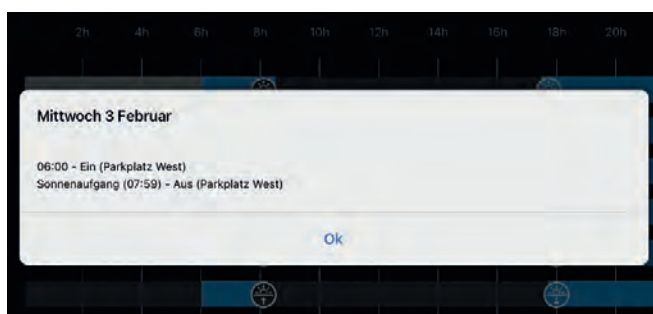 2h 4h 6h 8h 10h 12h 14h 16h 18h 20h
Mittwoch 3 Februar
06:00 - Ein (Parkplatz West)
Sonnenaufgang (07:59) - Aus (Parkplatz West)
Ok